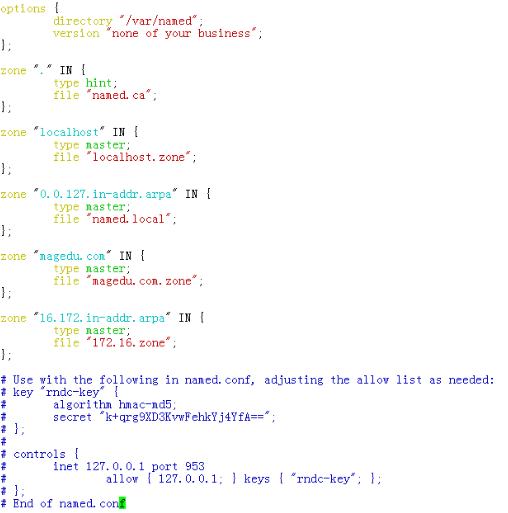 options {
        directory "/var/named";
        version "none of your business";
};

zone "." IN {
        type hint;
        file "named.ca";
};

zone "localhost" IN {
        type master;
        file "localhost.zone";
};

zone "0.0.127.in-addr.arpa" IN {
        type master;
        file "named.local";
};

zone "magedu.com" IN {
        type master;
        file "magedu.com.zone";
};

zone "16.172.in-addr.arpa" IN {
        type master;
        file "172.16.zone";
};

# Use with the following in named.conf, adjusting the allow list as needed:
# key "rndc-key" {
#       algorithm hmac-md5;
#       secret "k+qrg9XD3KvwFehkYj4YfA==";
# };
#
# controls {
#       inet 127.0.0.1 port 953
#               allow { 127.0.0.1; } keys { "rndc-key"; };
# };
# End of named.conf